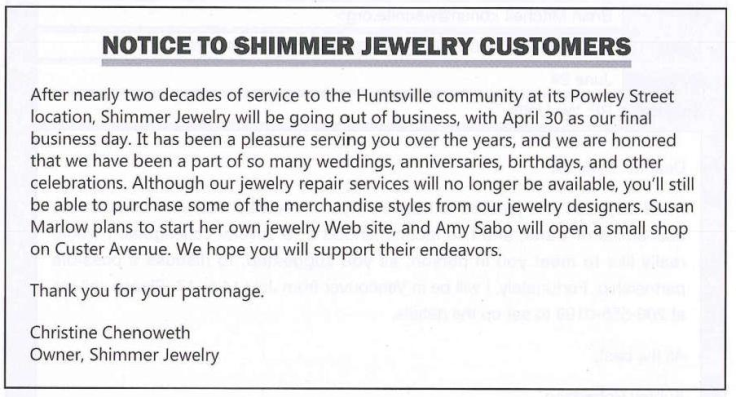 NOTICE TO SHIMMER JEWELRY CUSTOMERS
After nearly two decades of service to the Huntsville community at its Powley Street
location, Shimmer Jewelry will be going out of business, with April 30 as our final
business day. It has been a pleasure serving you over the years, and we are honored
that we have been a part of so many weddings, anniversaries, birthdays, and other
celebrations. Although our jewelry repair services will no longer be available, you'll still
be able to purchase some of the merchandise styles from our jewelry designers. Susan
Marlow plans to start her own jewelry Web site, and Amy Sabo will open a small shop
on Custer Avenue. We hope you will support their endeavors.
Thank you for your patronage.
Christine Chenoweth
Owner, Shimmer Jewelry